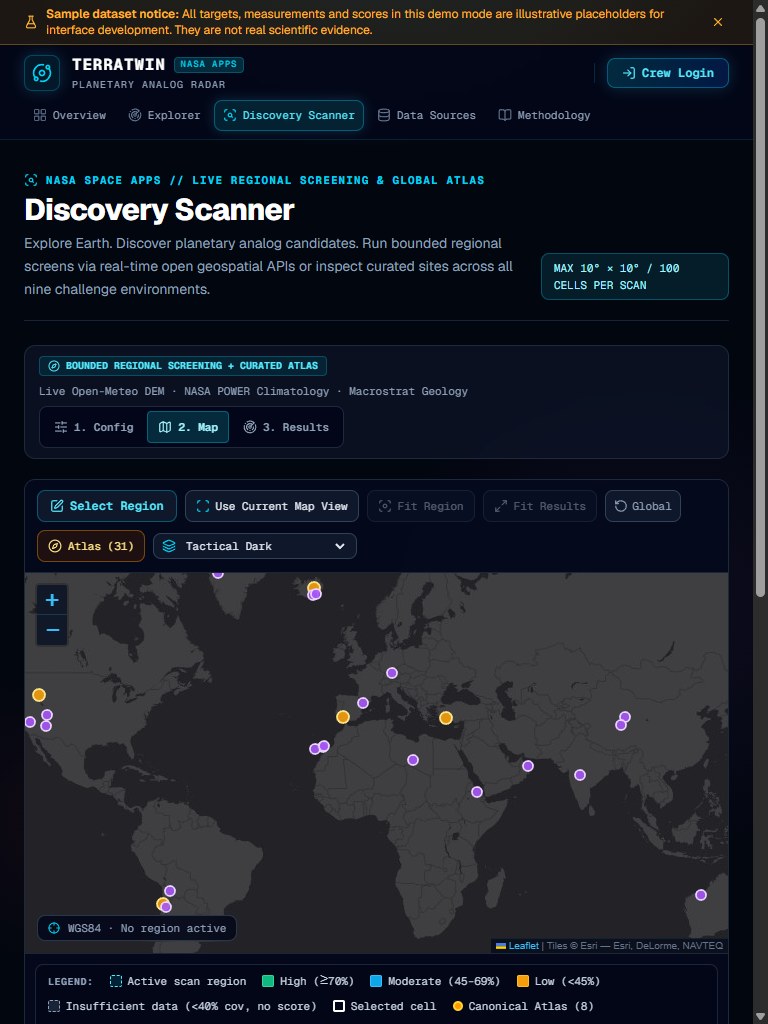 Sample dataset notice: All targets, measurements and scores in this demo mode are illustrative placeholders for
interface development. They are not real scientific evidence.
TERRATWIN NASA APPS
PLANETARY ANALOG RADAR
Crew Login
Overview Explorer Discovery Scanner Data Sources Methodology
NASA SPACE APPS // LIVE REGIONAL SCREENING & GLOBAL ATLAS
Discovery Scanner
Explore Earth. Discover planetary analog candidates. Run bounded regional
screens via real-time open geospatial APIs or inspect curated sites across all
nine challenge environments.
MAX 10° × 10° / 100
CELLS PER SCAN
BOUNDED REGIONAL SCREENING + CURATED ATLAS
Live Open-Meteo DEM · NASA POWER Climatology · Macrostrat Geology
1. Config 2. Map 3. Results
Select Region Use Current Map View Fit Region Fit Results Global
Atlas (31) Tactical Dark
+
−
WGS84 · No region active
Leaflet | Tiles © Esri — Esri, DeLorme, NAVTEQ
LEGEND: Active scan region High (≥70%) Moderate (45-69%) Low (<45%)
Insufficient data (<40% cov, no score) Selected cell Canonical Atlas (8)